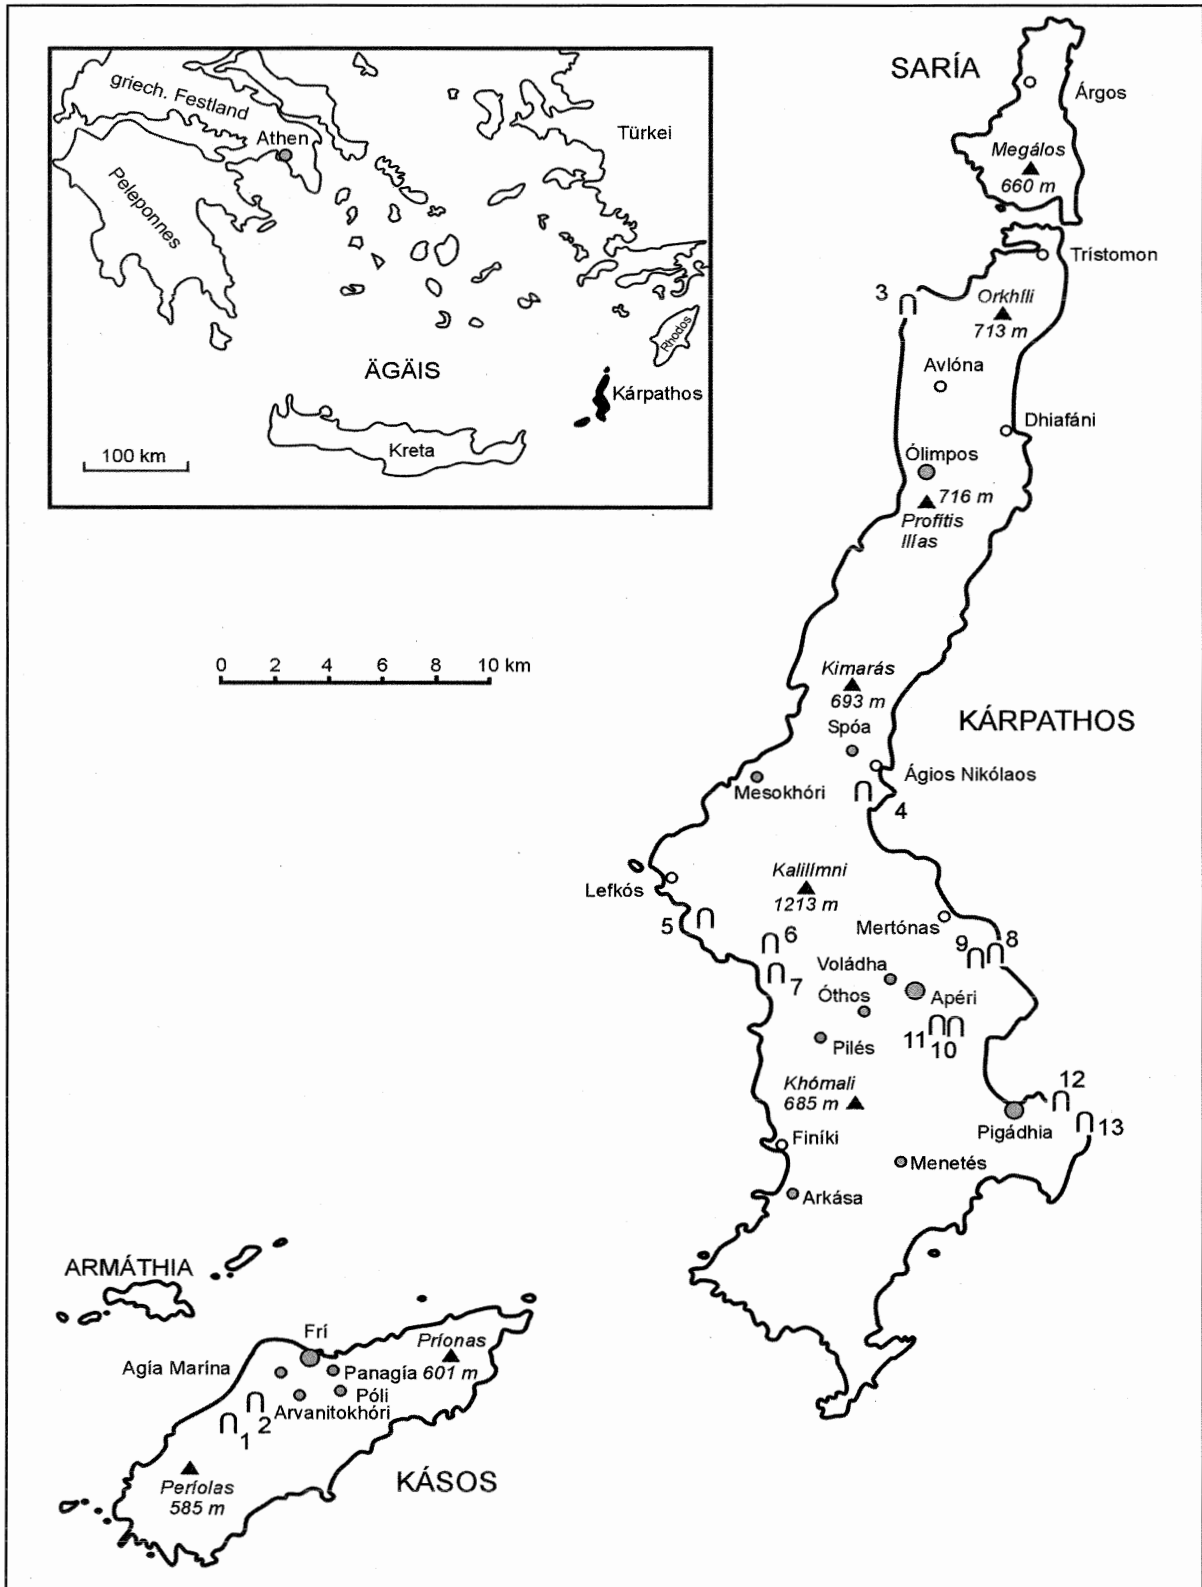 SARÍA
Árgos
Megálos
660 m
griech. Festland
Athen
Türkei
Peleponnes
Rhodos
ÄGÄIS
Kárpathos
Kreta
100 km
Trístomon
3
Orkhíli
713 m
Avlóna
Dhiafáni
Ólimpos
716 m
Profítis
Ilías
0 2 4 6 8 10 km
Kimarás
693 m
KÁRPATHOS
Spóa
Ágios Nikólaos
Mesokhóri
4
Kalilímni
1213 m
Lefkós
5
6
7
Mertónas
9 8
Voládha
Apéri
Óthos
11
10
Pilés
Khómali
685 m
12
13
Pigádhia
Finíki
Menetés
Arkása
ARMÁTHIA
Frí
Príonas
601 m
Agía Marína
Panagía
Póli
Arvanitokhóri
1
2
Períolas
585 m
KÁSOS